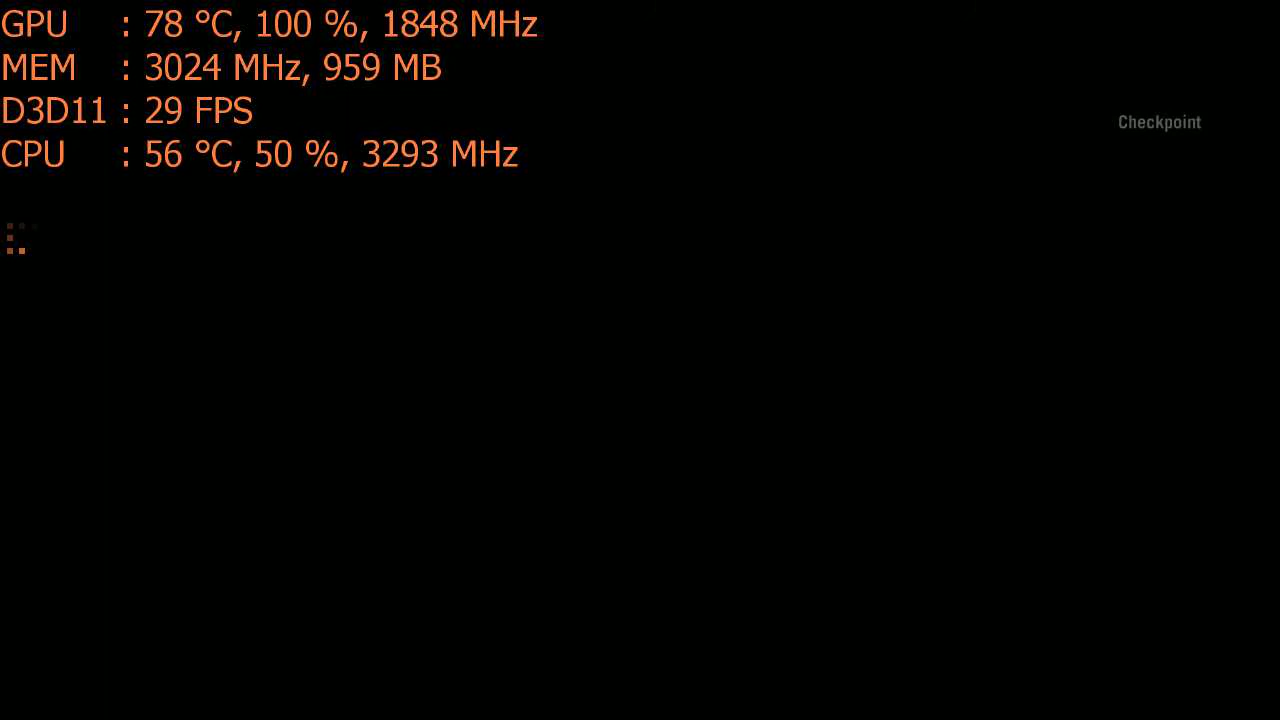 GPU : 78 °C, 100 %, 1848 MHz
MEM : 3024 MHz, 959 MB
D3D11 : 29 FPS
Checkpoint
CPU : 56 °C, 50 %, 3293 MHz